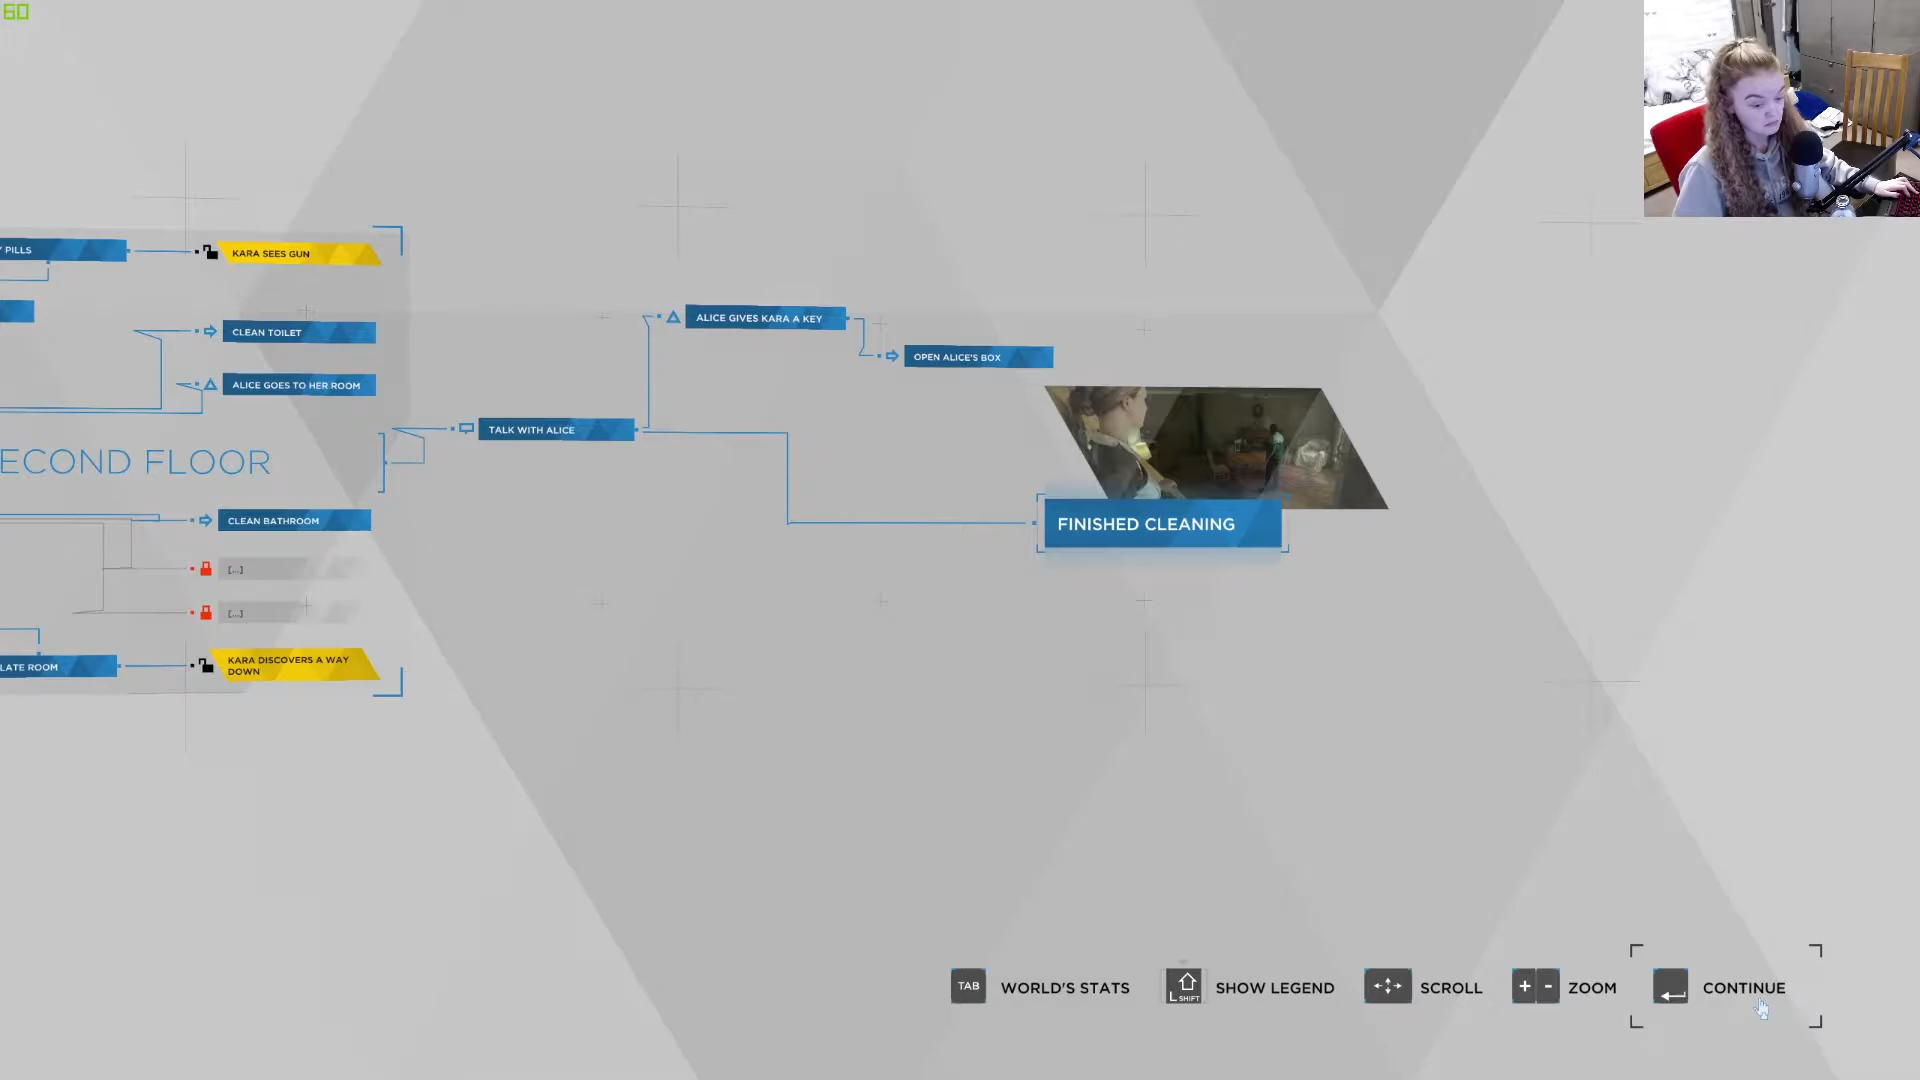 60
Y PILLS
KARA SEES GUN
CLEAN TOILET
ALICE GIVES KARA A KEY
OPEN ALICE'S BOX
ALICE GOES TO HER ROOM
TALK WITH ALICE
ECOND FLOOR
CLEAN BATHROOM
FINISHED CLEANING
[...]
[...]
LATE ROOM
KARA DISCOVERS A WAY
DOWN
TAB WORLD'S STATS L SHIFT SHOW LEGEND SCROLL + - ZOOM CONTINUE